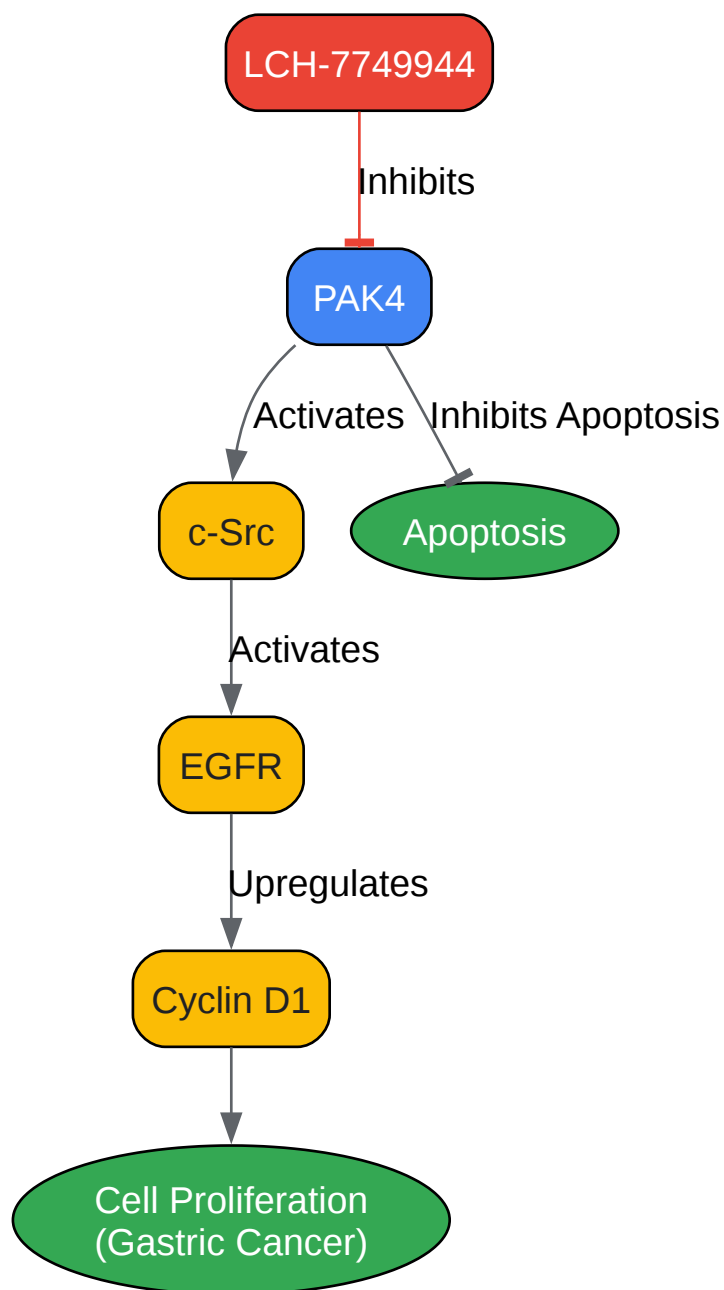 LCH-7749944
Inhibits
PAK4
Activates
Inhibits Apoptosis
c-Src
Apoptosis
Activates
EGFR
Upregulates
Cyclin D1
Cell Proliferation
(Gastric Cancer)